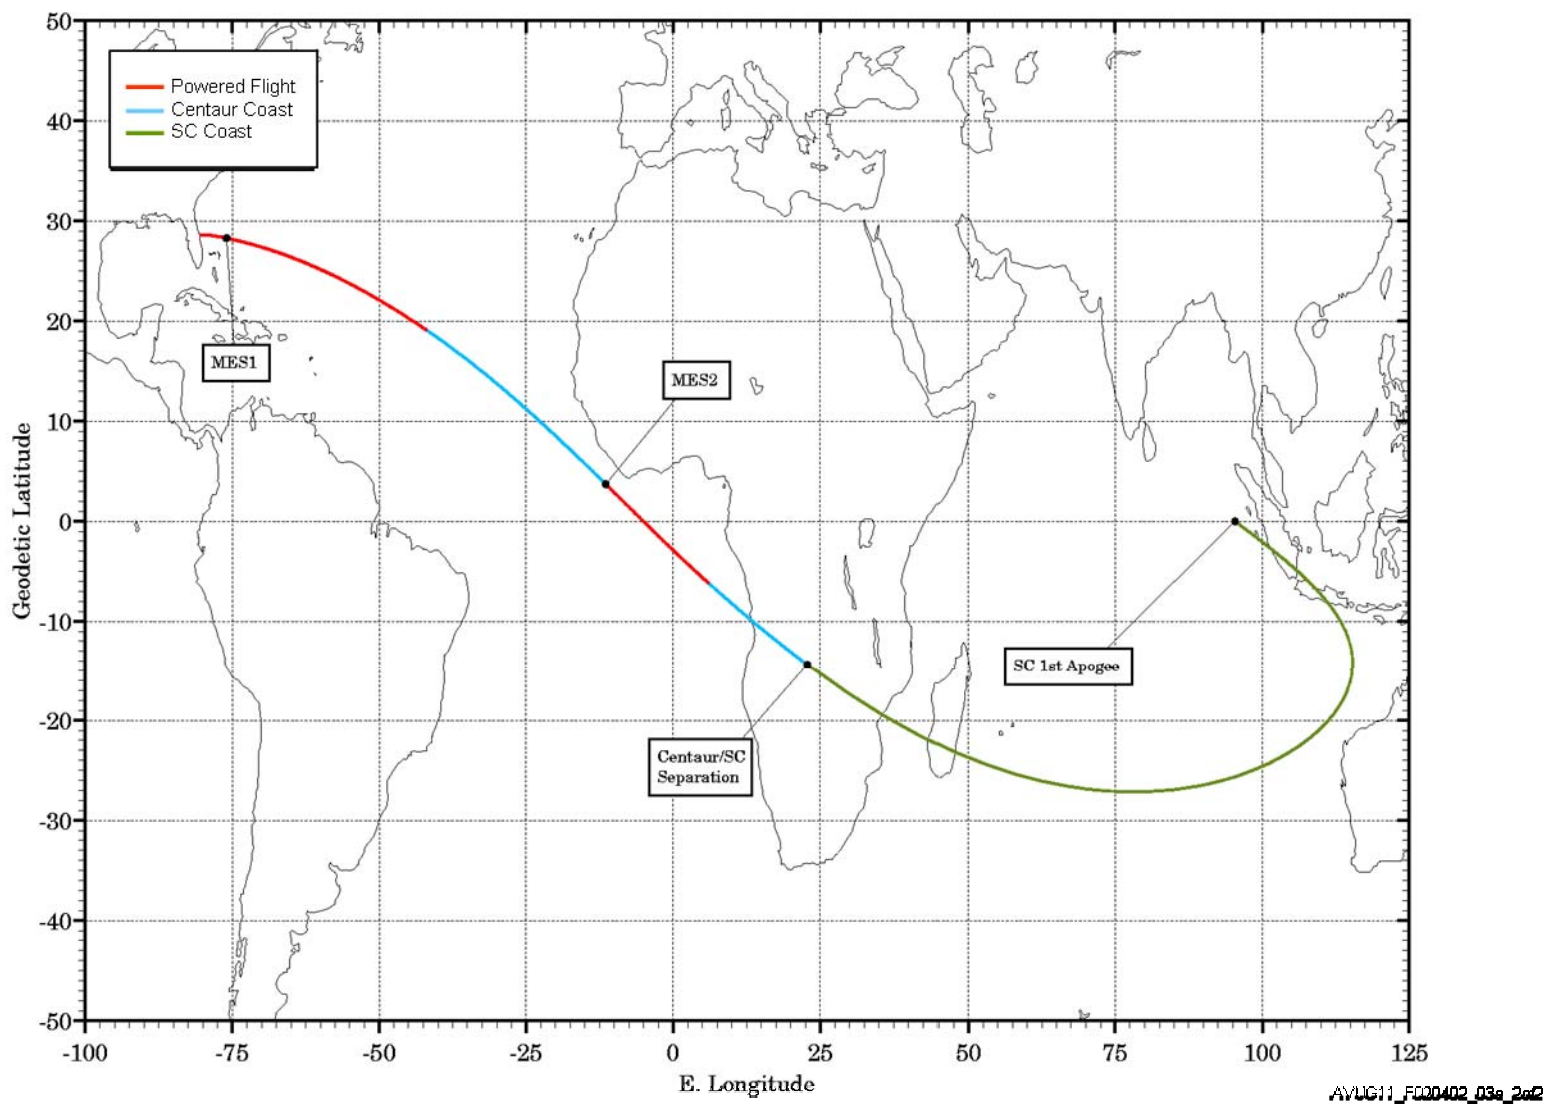 50
Powered Flight
Centaur Coast
SC Coast
40
30
20
MES1
MES2
10
Geodetic Latitude
0
-10
SC 1st Apogee
-20
Centaur/SC
Separation
-30
-40
-50
-100 -75 -50 -25 0 25 50 75 100 125
E. Longitude
AVUG11_F020402_03a_2of2